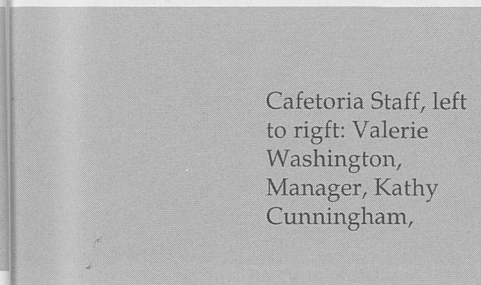 Cafetoria Staff, left
to rigft: Valerie
Washington,
Manager, Kathy
Cunningham,